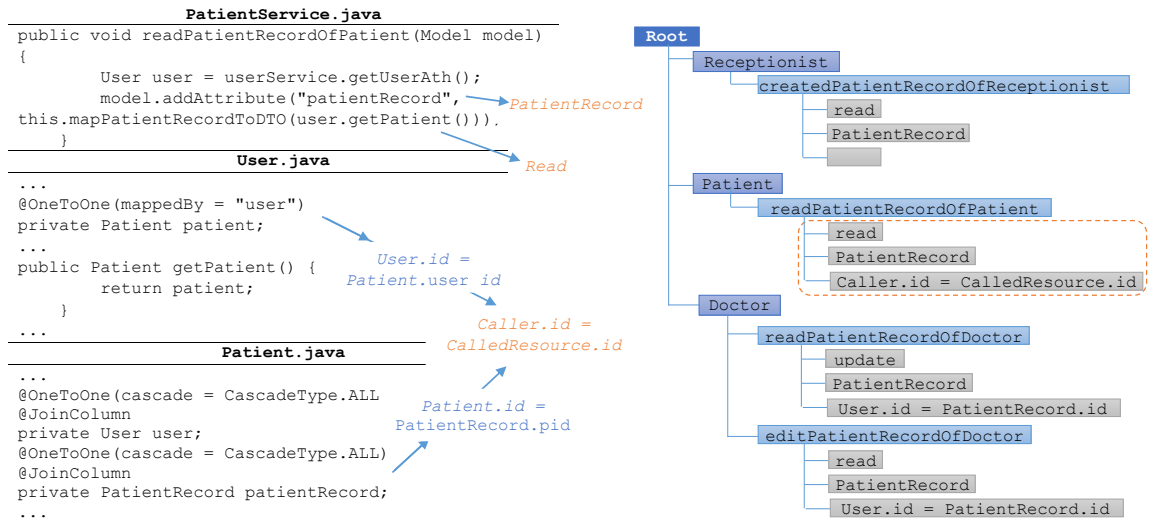 PatientService.java
public void readPatientRecordOfPatient(Model model)
{
User user = userService.getUserAth();
model.addAttribute("patientRecord",
this.mapPatientRecordToDTO(user.getPatient())).
}
PatientRecord
Read
User.java
...
@OneToOne(mappedBy = "user")
private Patient patient;
...
public Patient getPatient() {
return patient;
}
...
User.id =
Patient.user id
Caller.id =
CalledResource.id
Patient.java
...
@OneToOne(cascade = CascadeType.ALL
@JoinColumn
private User user;
@OneToOne(cascade = CascadeType.ALL)
@JoinColumn
private PatientRecord patientRecord;
...
Patient.id =
PatientRecord.pid
Root
Receptionist
createdPatientRecordOfReceptionist
read
PatientRecord
Patient
readPatientRecordOfPatient
read
PatientRecord
Caller.id = CalledResource.id
Doctor
readPatientRecordOfDoctor
update
PatientRecord
User.id = PatientRecord.id
editPatientRecordOfDoctor
read
PatientRecord
User.id = PatientRecord.id